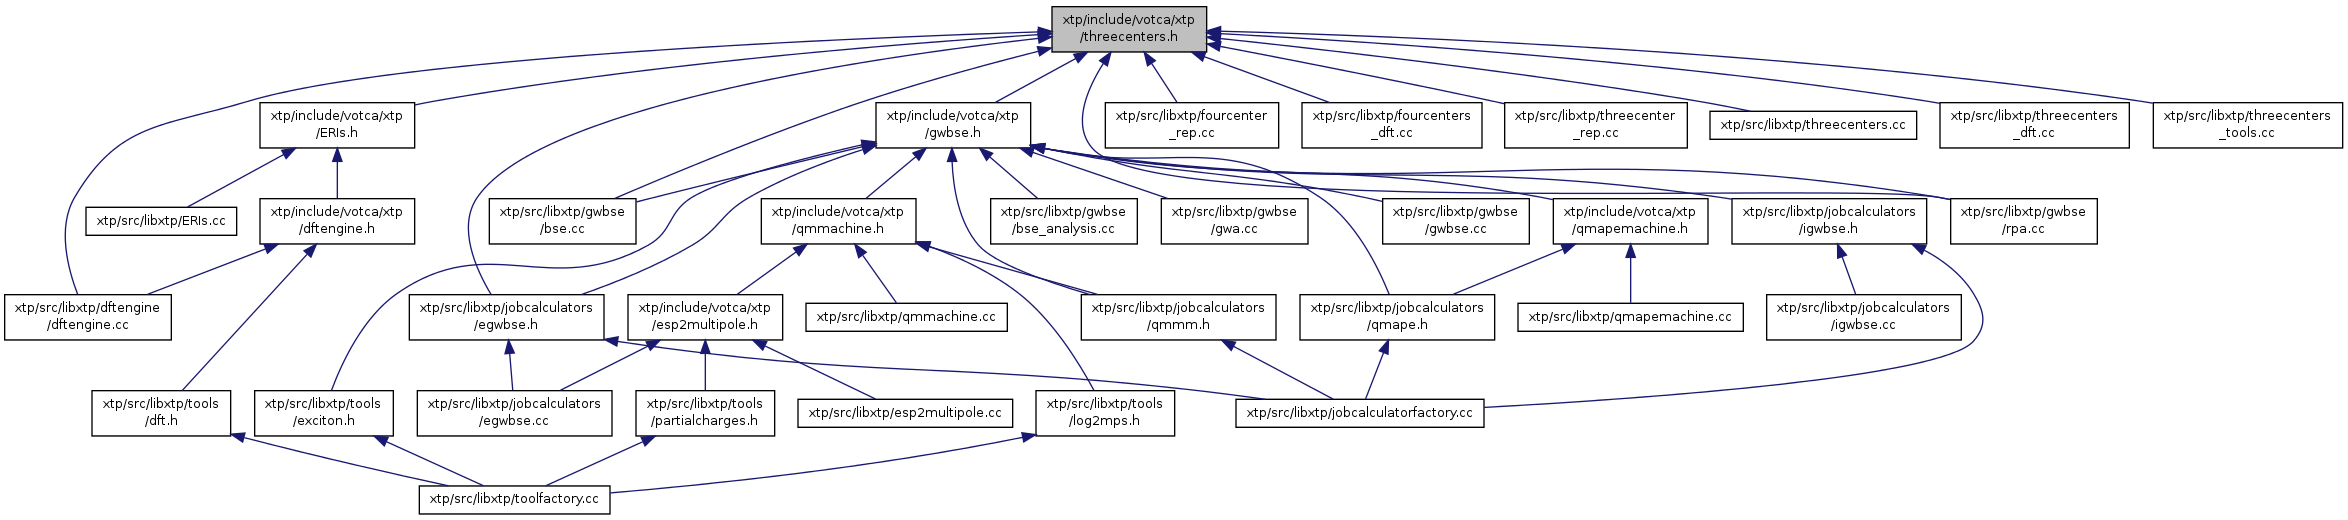 xtp/include/votca/xtp
/threecenters.h
xtp/include/votca/xtp
/ERIs.h
xtp/include/votca/xtp
/gwbse.h
xtp/src/libxtp/fourcenter
_rep.cc
xtp/src/libxtp/fourcenters
_dft.cc
xtp/src/libxtp/threecenter
_rep.cc
xtp/src/libxtp/threecenters.cc
xtp/src/libxtp/threecenters
_dft.cc
xtp/src/libxtp/threecenters
_tools.cc
xtp/src/libxtp/ERIs.cc
xtp/include/votca/xtp
/dftengine.h
xtp/src/libxtp/gwbse
/bse.cc
xtp/include/votca/xtp
/qmmachine.h
xtp/src/libxtp/gwbse
/bse_analysis.cc
xtp/src/libxtp/gwbse
/gwa.cc
xtp/src/libxtp/gwbse
/gwbse.cc
xtp/include/votca/xtp
/qmapemachine.h
xtp/src/libxtp/jobcalculators
/igwbse.h
xtp/src/libxtp/gwbse
/rpa.cc
xtp/src/libxtp/dftengine
/dftengine.cc
xtp/src/libxtp/jobcalculators
/egwbse.h
xtp/include/votca/xtp
/esp2multipole.h
xtp/src/libxtp/qmmachine.cc
xtp/src/libxtp/jobcalculators
/qmmm.h
xtp/src/libxtp/jobcalculators
/qmape.h
xtp/src/libxtp/qmapemachine.cc
xtp/src/libxtp/jobcalculators
/igwbse.cc
xtp/src/libxtp/tools
/dft.h
xtp/src/libxtp/tools
/exciton.h
xtp/src/libxtp/jobcalculators
/egwbse.cc
xtp/src/libxtp/tools
/partialcharges.h
xtp/src/libxtp/esp2multipole.cc
xtp/src/libxtp/tools
/log2mps.h
xtp/src/libxtp/jobcalculatorfactory.cc
xtp/src/libxtp/toolfactory.cc